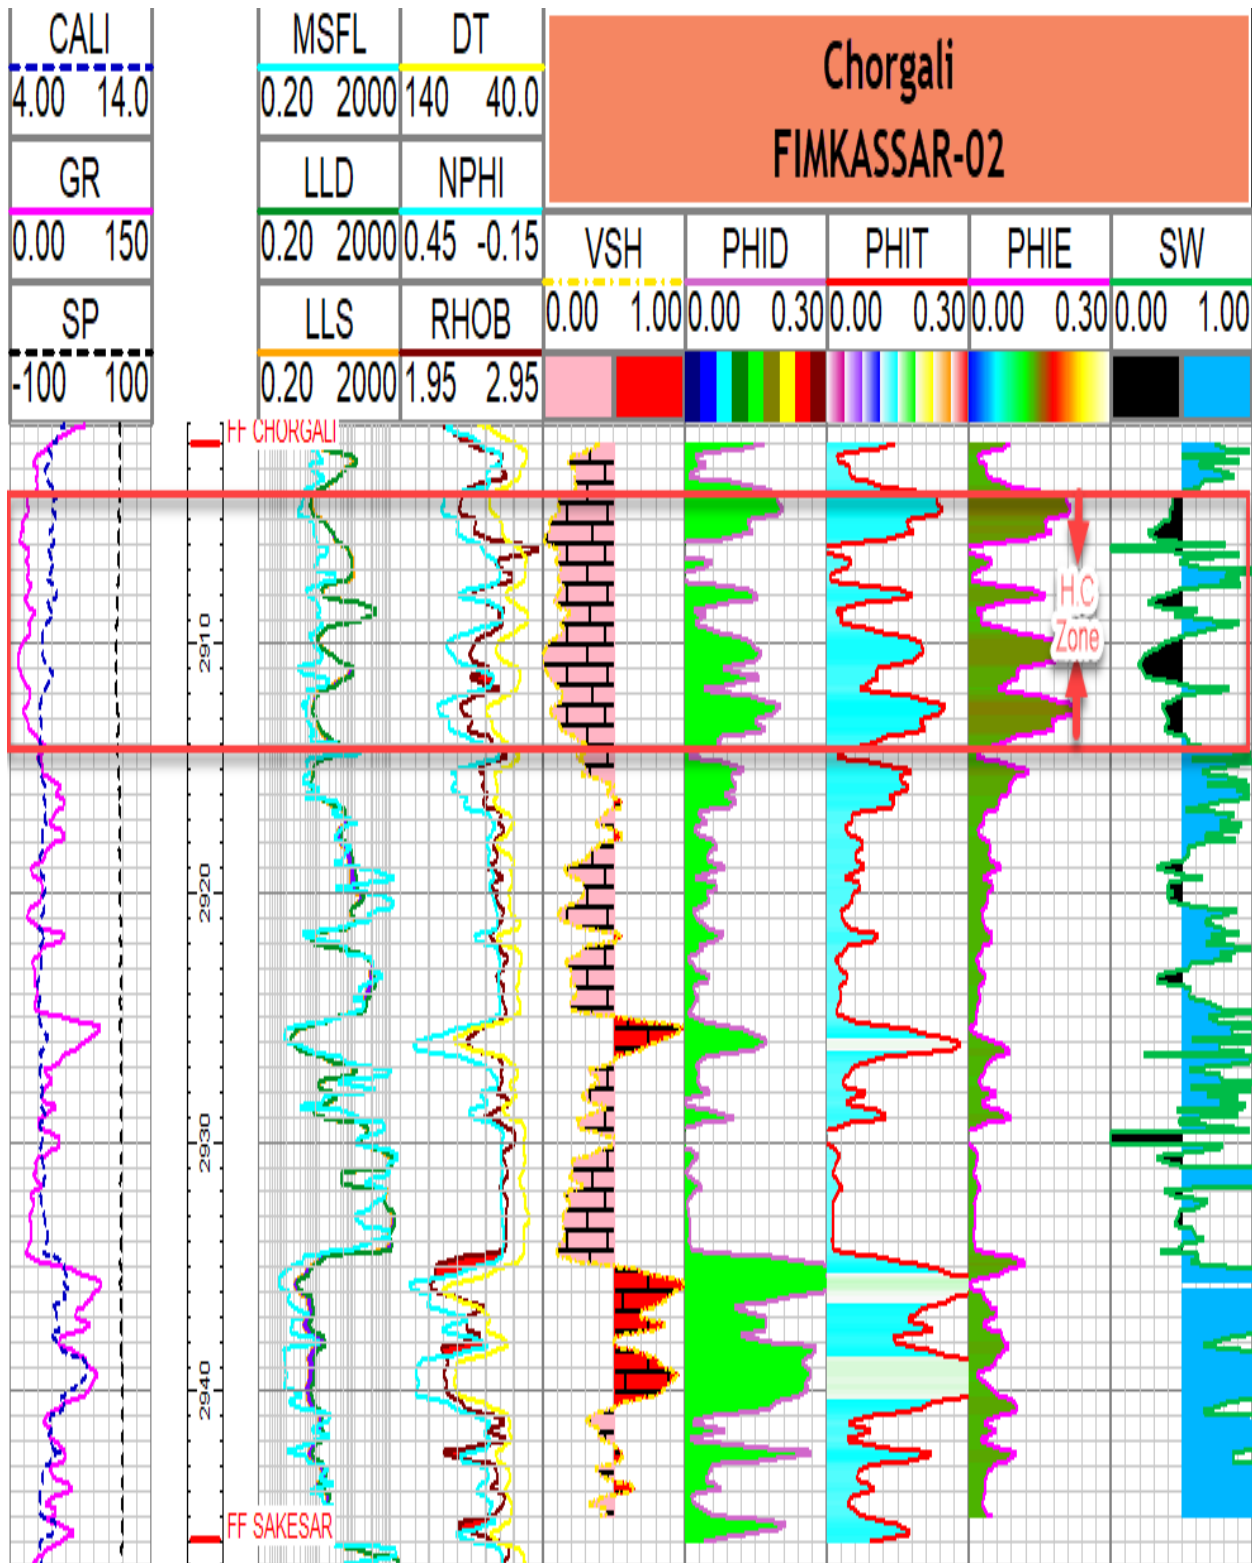 CALI
4.00 14.0
GR
0.00 150
SP
-100 100
MSFL
0.20 2000
LLD
0.20 2000
LLS
0.20 2000
DT
140 40.0
NPHI
0.45 -0.15
RHOB
1.95 2.95
Chorgali
FIMKASSAR-02
VSH
0.00 1.00
PHID
0.00 0.30
PHIT
0.00 0.30
PHIE
0.00 0.30
SW
0.00 1.00
FF CHORGALI
H.C
Zone
2910
2920
2930
2940
FF SAKESAR